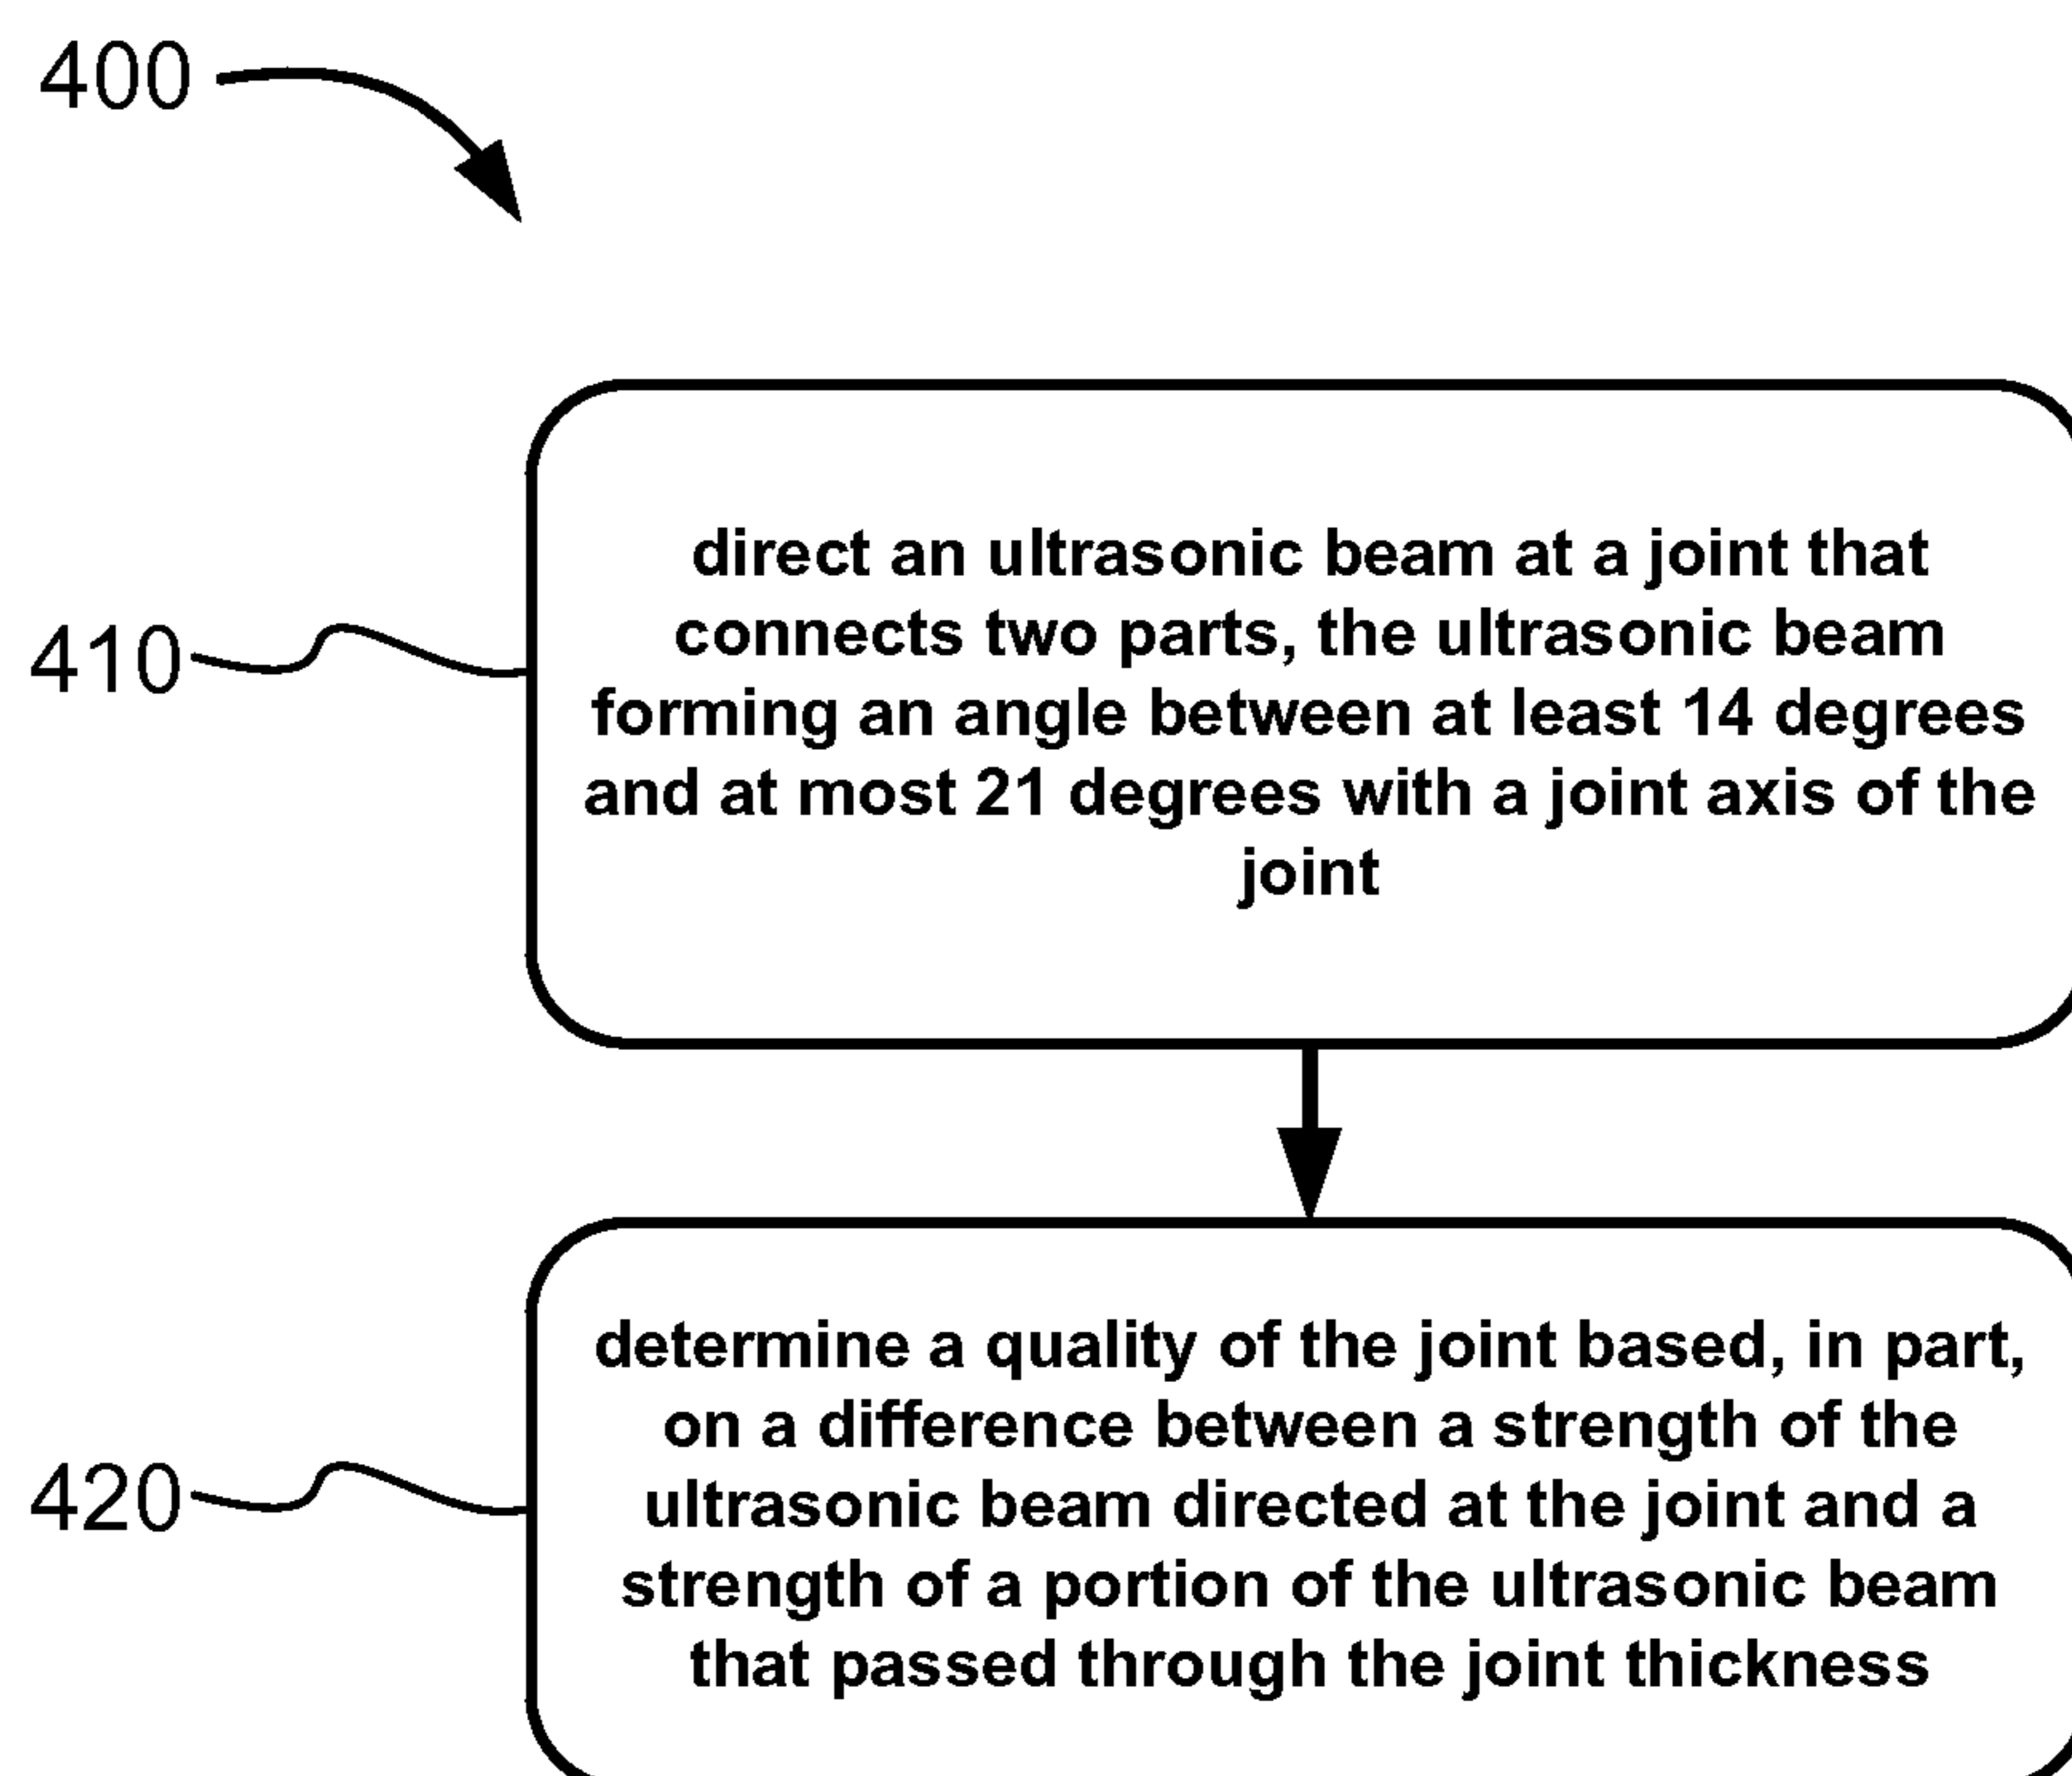 400
410
direct an ultrasonic beam at a joint that
connects two parts, the ultrasonic beam
forming an angle between at least 14 degrees
and at most 21 degrees with a joint axis of the
joint
420
determine a quality of the joint based, in part,
on a difference between a strength of the
ultrasonic beam directed at the joint and a
strength of a portion of the ultrasonic beam
that passed through the joint thickness